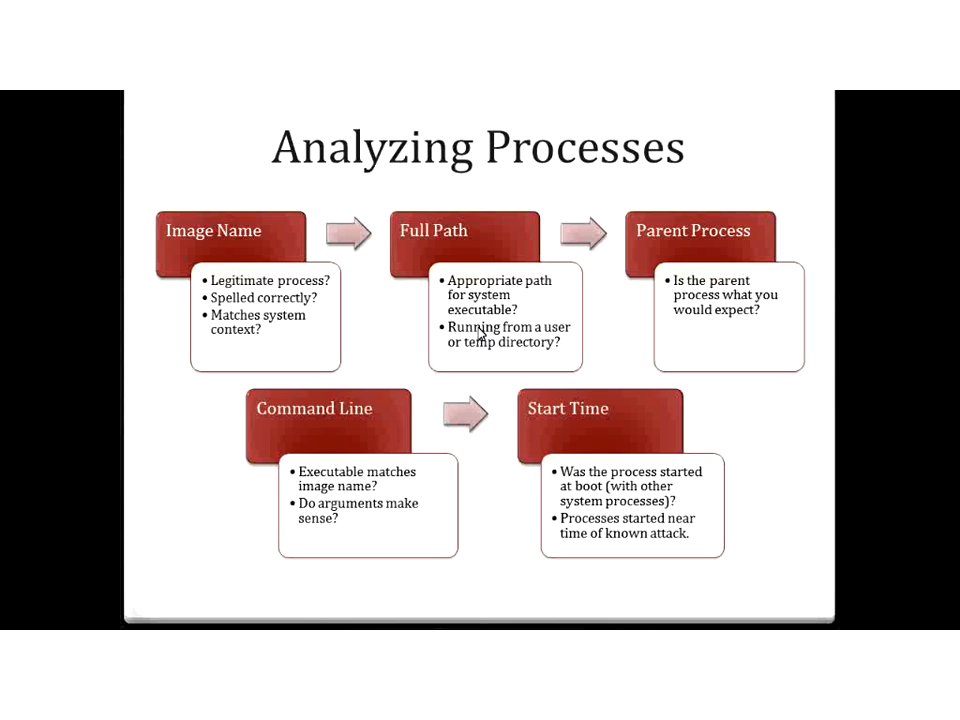 Analyzing Processes
Image Name
• Legitimate process?
• Spelled correctly?
• Matches system
context?
Full Path
• Appropriate path
for system
executable?
• Running from a user
or temp directory?
Parent Process
• Is the parent
process what you
would expect?
Command Line
• Executable matches
image name?
• Do arguments make
sense?
Start Time
• Was the process started
at boot (with other
system processes)?
• Processes started near
time of known attack.